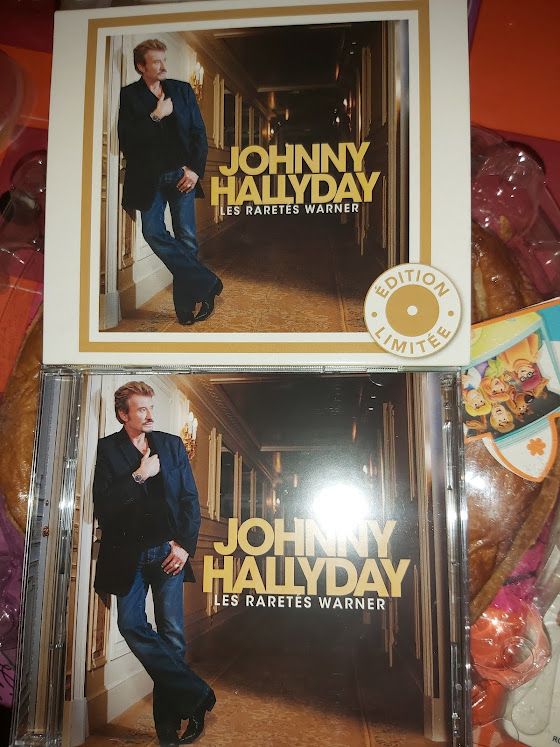 JOHNNY
HALLYDAY
LES RARETÉS WARNER
ÉDITION
LIMITÉE
JOHNNY
HALLYDAY
LES RARETÉS WARNER